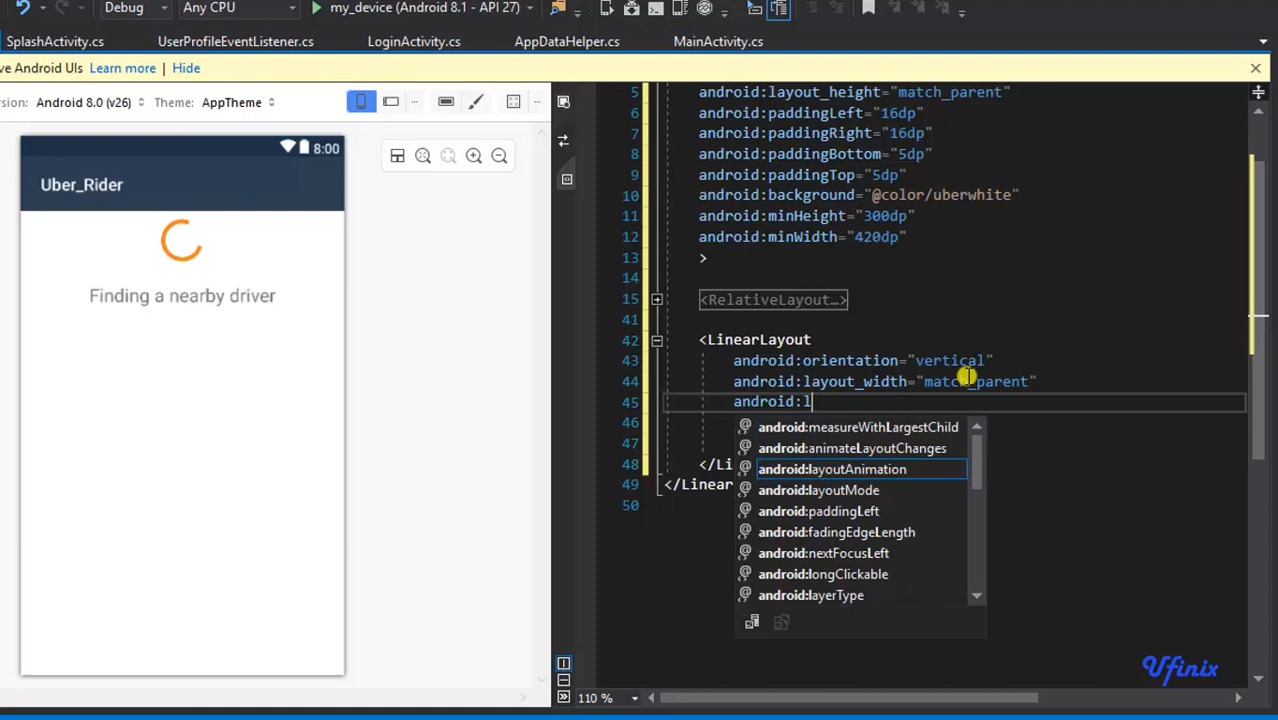 Debug Any CPU my_device (Android 8.1 - API 27)
SplashActivity.cs UserProfileEventListener.cs LoginActivity.cs AppDataHelper.cs MainActivity.cs
ve Android UIs Learn more | Hide
rsion: Android 8.0 (v26) Theme: AppTheme
8:00
Uber_Rider
Finding a nearby driver
5 android:layout_height="match_parent"
6 android:paddingLeft="16dp"
7 android:paddingRight="16dp"
8 android:paddingBottom="5dp"
9 android:paddingTop="5dp"
10 android:background="@color/uberwhite"
11 android:minHeight="300dp"
12 android:minWidth="420dp"
13 >
14
15 <RelativeLayout…>
41
42 <LinearLayout
43 android:orientation="vertical"
44 android:layout_width="match_parent"
45 android:l
46
47
48 </Li
49 </Linear
50
android:measureWithLargestChild
android:animateLayoutChanges
android:layoutAnimation
android:layoutMode
android:paddingLeft
android:fadingEdgeLength
android:nextFocusLeft
android:longClickable
android:layerType
Ufinix
110 %